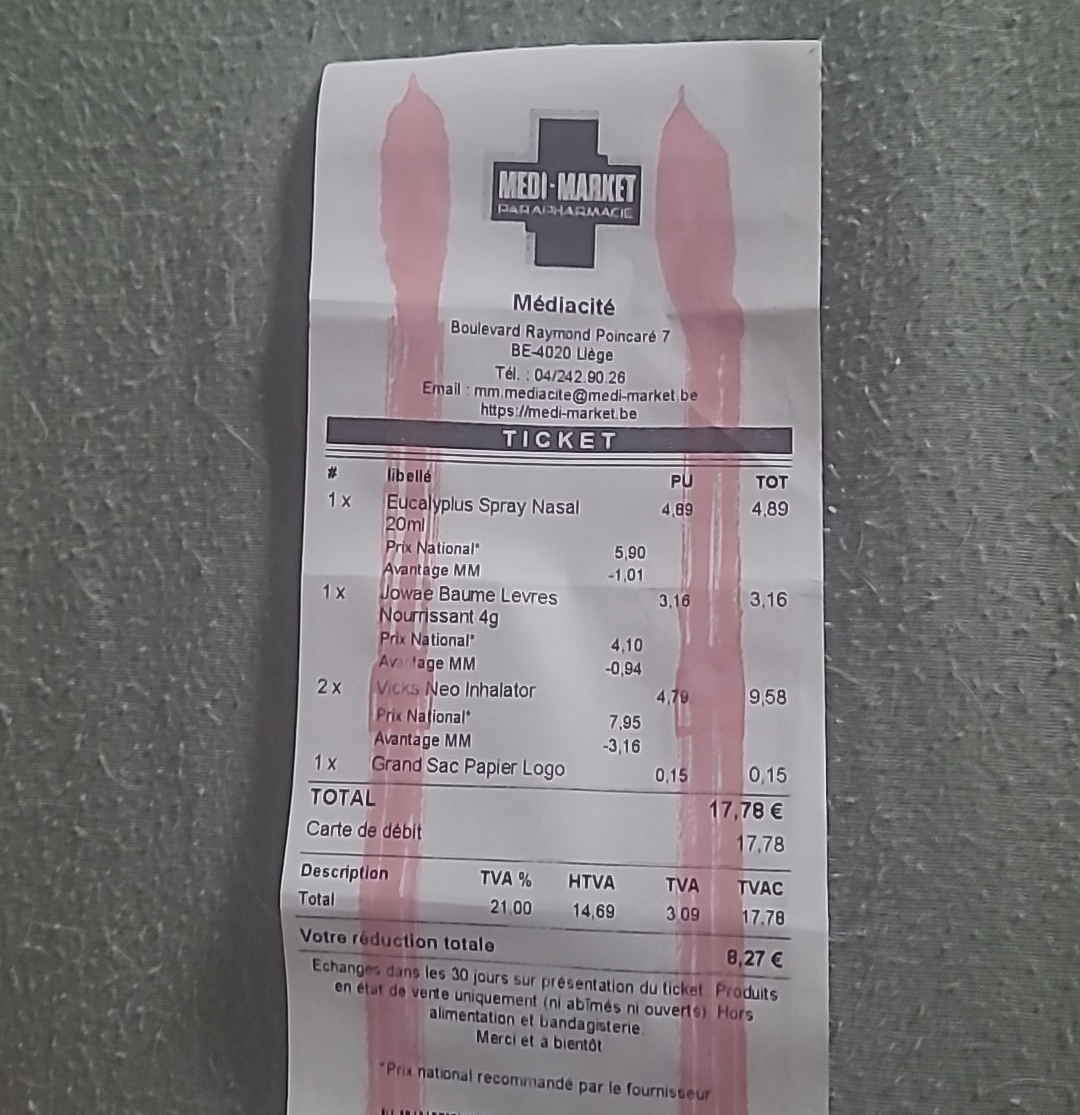 MEDI-MARKET
PARAPHARMACIE
Médiacité
Boulevard Raymond Poincaré 7
BE-4020 Liège
Tél. : 04/242.90.26
Email : mm.mediacite@medi-market.be
https://medi-market.be
TICKET
# libellé PU TOT
1 x Eucalyplus Spray Nasal 4,89 4,89
20ml
Prix National* 5,90
Avantage MM -1,01
1 x Jowae Baume Levres 3,16 3,16
Nourrissant 4g
Prix National* 4,10
Avantage MM -0,94
2 x Vicks Neo Inhalator 4,79 9,58
Prix National* 7,95
Avantage MM -3,16
1 x Grand Sac Papier Logo 0,15 0,15
TOTAL 17,78 €
Carte de débit 17,78
Description TVA % HTVA TVA TVAC
Total 21,00 14,69 3,09 17,78
Votre réduction totale 8,27 €
Echanges dans les 30 jours sur présentation du ticket. Produits
en état de vente uniquement (ni abîmés ni ouverts). Hors
alimentation et bandagisterie.
Merci et à bientôt
*Prix national recommandé par le fournisseur